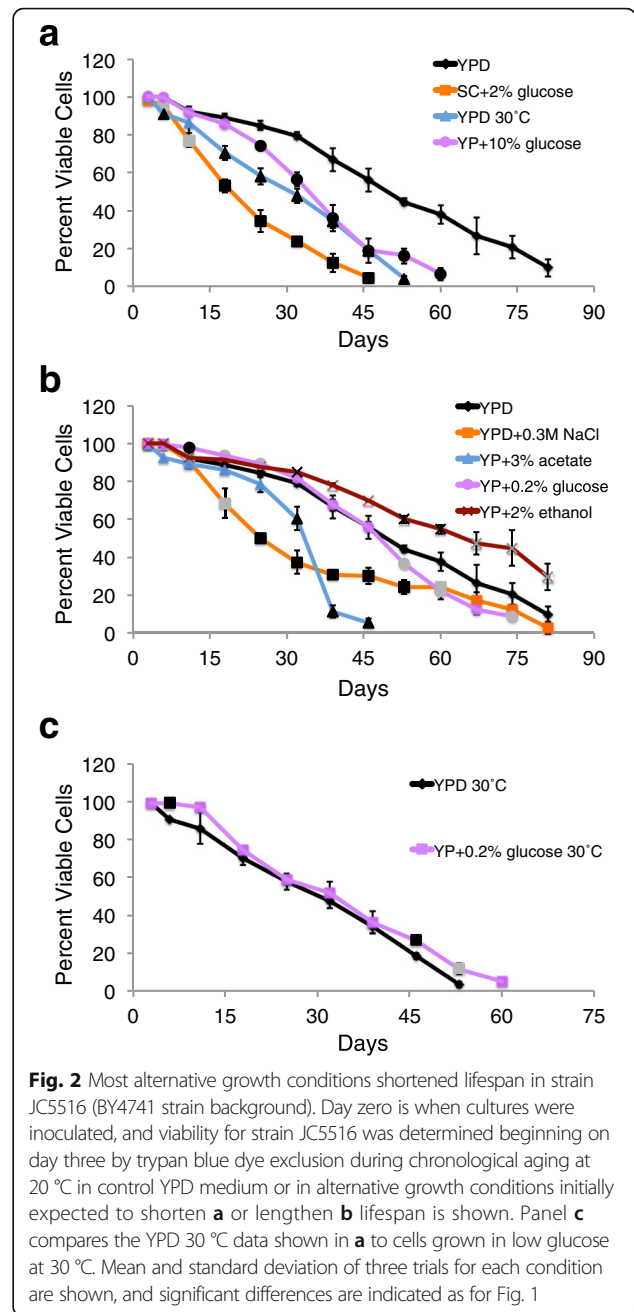 a
120
100
80
60
40
20
0
Percent Viable Cells
YPD
SC+2% glucose
YPD 30˚C
YP+10% glucose
0 15 30 45 60 75 90
Days
b
120
100
80
60
40
20
0
Percent Viable Cells
YPD
YPD+0.3M NaCl
YP+3% acetate
YP+0.2% glucose
YP+2% ethanol
0 15 30 45 60 75 90
Days
c
120
100
80
60
40
20
0
Percent Viable Cells
YPD 30˚C
YP+0.2% glucose 30˚C
0 15 30 45 60 75
Days
Fig. 2 Most alternative growth conditions shortened lifespan in strain
JC5516 (BY4741 strain background). Day zero is when cultures were
inoculated, and viability for strain JC5516 was determined beginning on
day three by trypan blue dye exclusion during chronological aging at
20 °C in control YPD medium or in alternative growth conditions initially
expected to shorten a or lengthen b lifespan is shown. Panel c
compares the YPD 30 °C data shown in a to cells grown in low glucose
at 30 °C. Mean and standard deviation of three trials for each condition
are shown, and significant differences are indicated as for Fig. 1